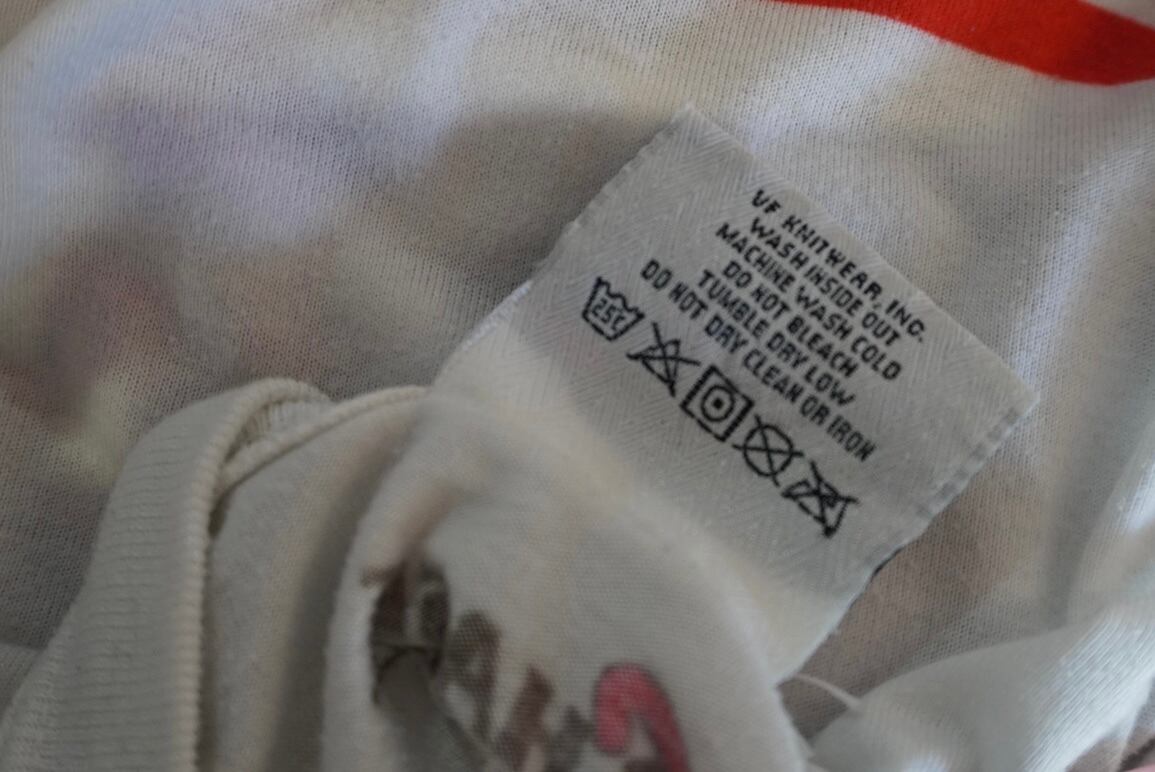 VF KNITWEAR, INC.
WASH INSIDE OUT
MACHINE WASH COLD
DO NOT BLEACH
TUMBLE DRY LOW
DO NOT DRY CLEAN OR IRON